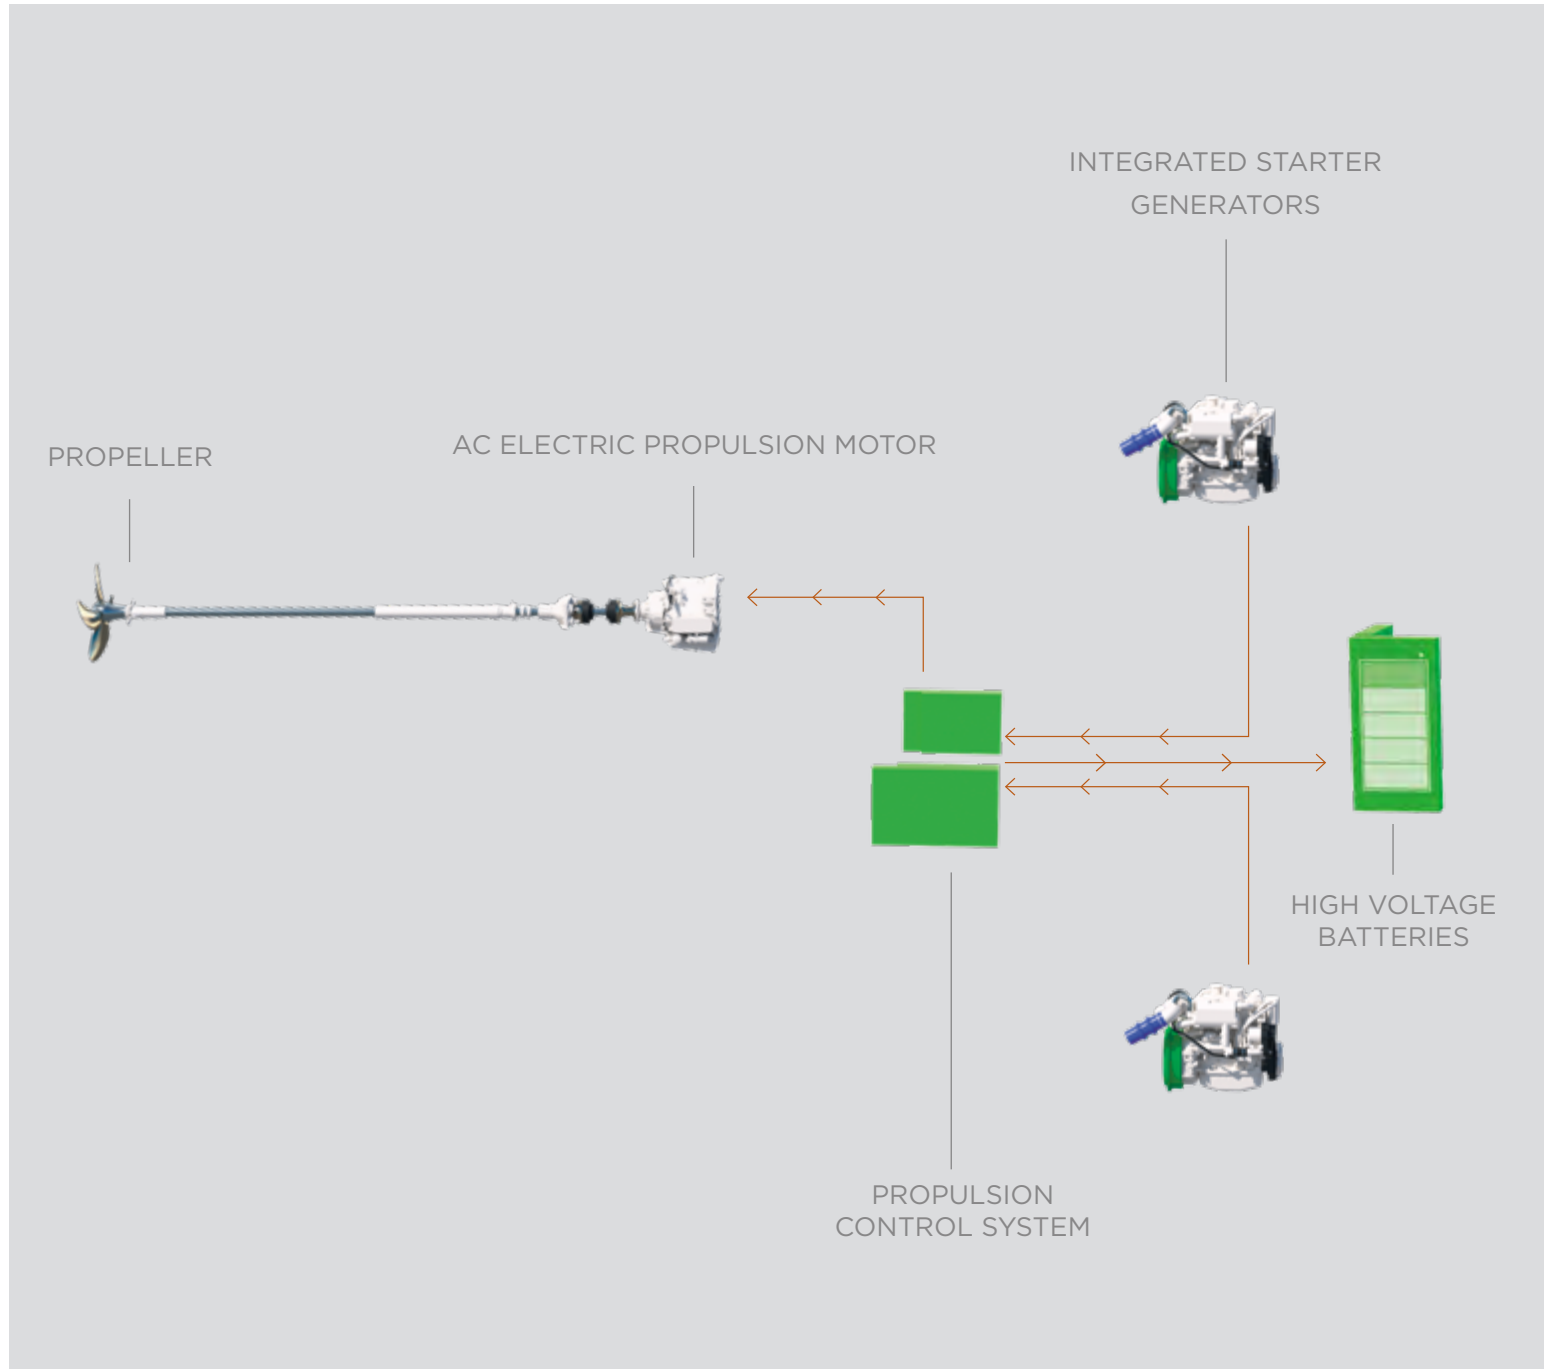 INTEGRATED STARTER
GENERATORS
PROPELLER
AC ELECTRIC PROPULSION MOTOR
HIGH VOLTAGE
BATTERIES
PROPULSION
CONTROL SYSTEM